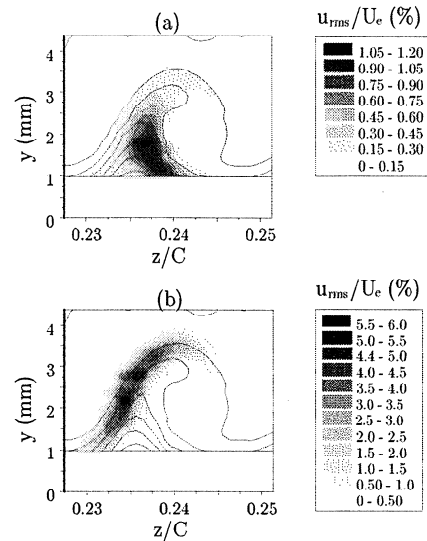 (a)
u_rms/U_e (%)
4
3
2
1
0
y (mm)
0.23 0.24 0.25
z/C
1.05 - 1.20
0.90 - 1.05
0.75 - 0.90
0.60 - 0.75
0.45 - 0.60
0.30 - 0.45
0.15 - 0.30
0 - 0.15
(b)
u_rms/U_e (%)
4
3
2
1
0
y (mm)
0.23 0.24 0.25
z/C
5.5 - 6.0
5.0 - 5.5
4.4 - 5.0
4.0 - 4.5
3.5 - 4.0
3.0 - 3.5
2.5 - 3.0
2.0 - 2.5
1.5 - 2.0
1.0 - 1.5
0.50 - 1.0
0 - 0.50